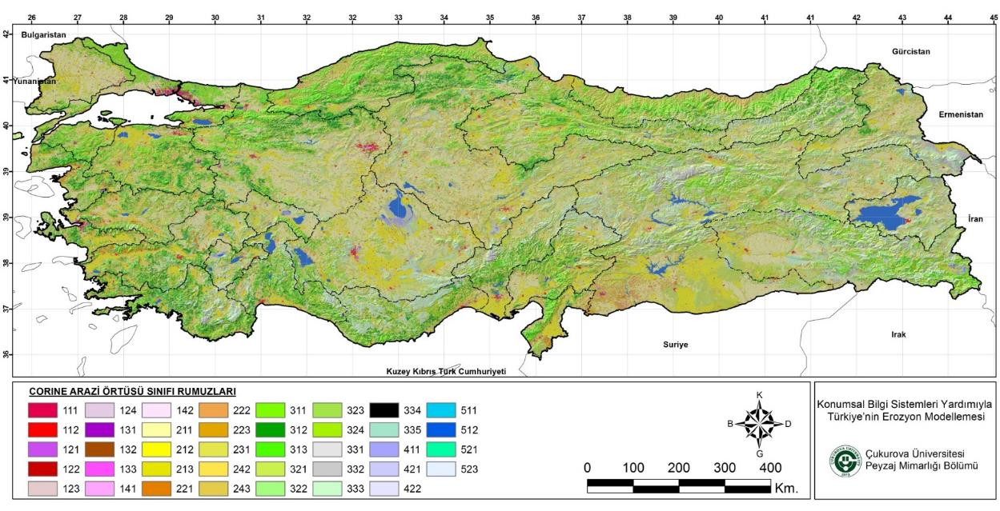 26 27 28 29 30 31 32 32 33 34 35 36 37 38 39 40 41 41 42 43 44 45
42
41
40
39
39
38
37
36
Bulgaristan
Gürcistan
Yunanistan
Ermenistan
İran
Suriye
Irak
Kuzey Kıbrıs Türk Cumhuriyeti
CORINE ARAZİ ÖRTÜSÜ SINIFI RUMUZLARI
111 124 142 222 311 323 334 511
112 131 211 223 312 324 335 512
121 132 212 231 313 331 411 521
122 133 213 242 321 332 421 523
123 141 221 243 322 333 422
K
B D
G
0 100 200 300 400
Km.
Konumsal Bilgi Sistemleri Yardımıyla
Türkiye'nin Erozyon Modellemesi
Çukurova Üniversitesi
Peyzaj Mimarlığı Bölümü